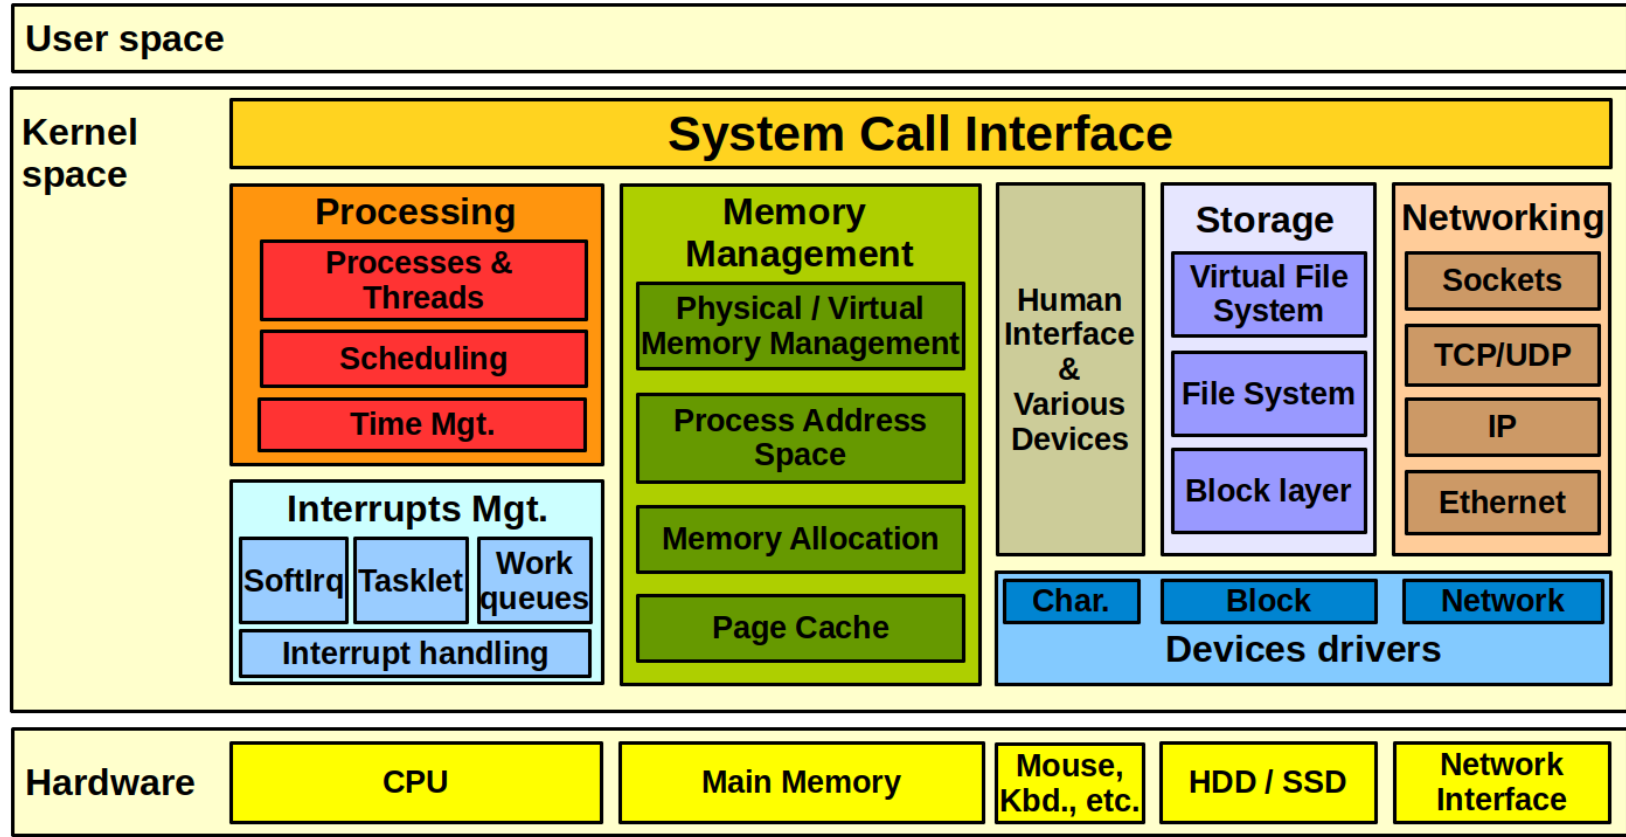 User space
Kernel
space
System Call Interface
Processing
Processes &
Threads
Scheduling
Time Mgt.
Interrupts Mgt.
SoftIrq
Tasklet
Work
queues
Interrupt handling
Memory
Management
Physical / Virtual
Memory Management
Process Address
Space
Memory Allocation
Page Cache
Human
Interface
&
Various
Devices
Storage
Virtual File
System
File System
Block layer
Networking
Sockets
TCP/UDP
IP
Ethernet
Char.
Block
Network
Devices drivers
Hardware
CPU
Main Memory
Mouse,
Kbd., etc.
HDD / SSD
Network
Interface